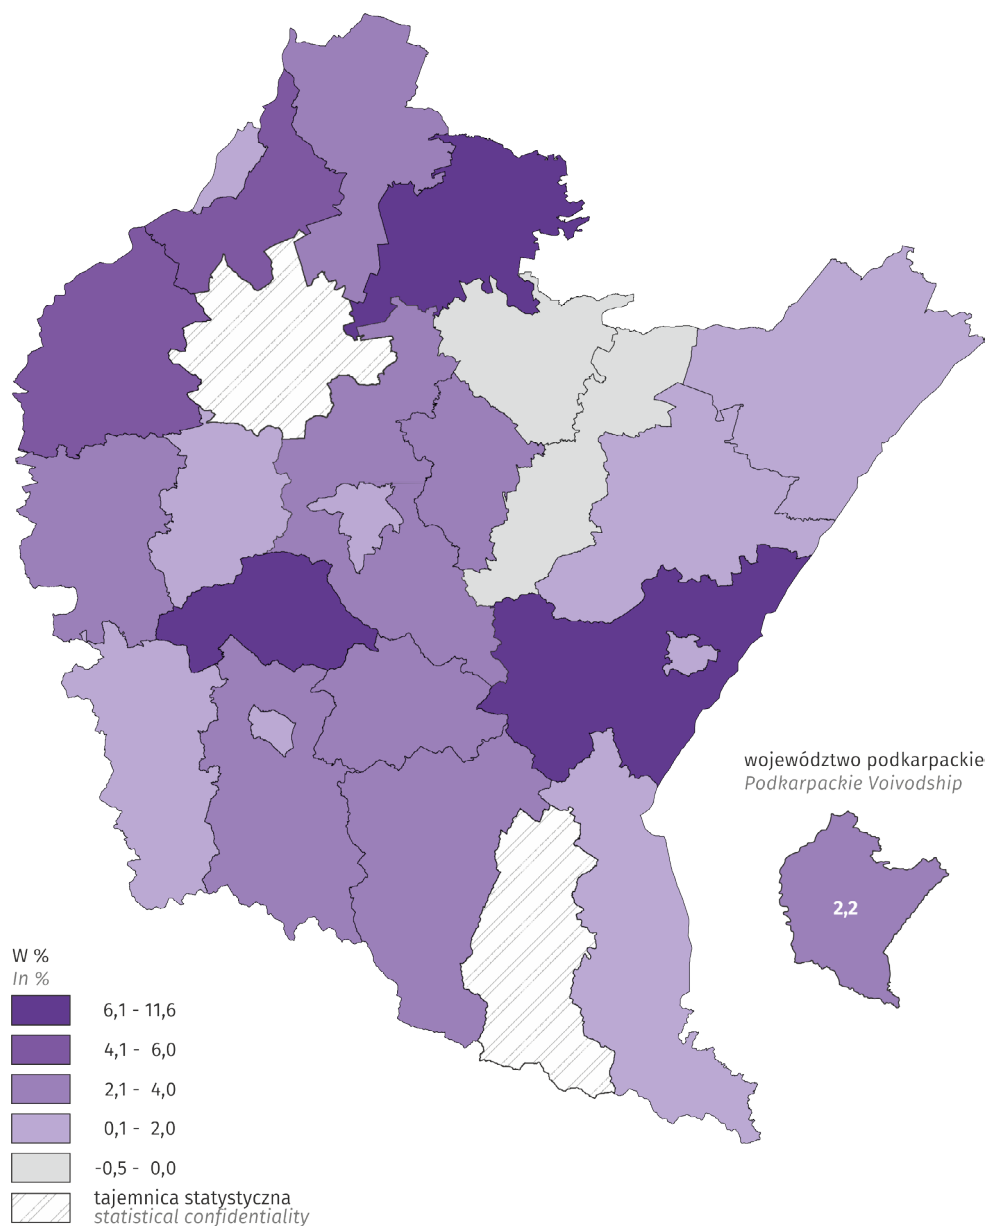 województwo podkarpackie
Podkarpackie Voivodship
2,2
W %
In %
6,1 - 11,6
4,1 - 6,0
2,1 - 4,0
0,1 - 2,0
-0,5 - 0,0
tajemnica statystyczna
statistical confidentiality